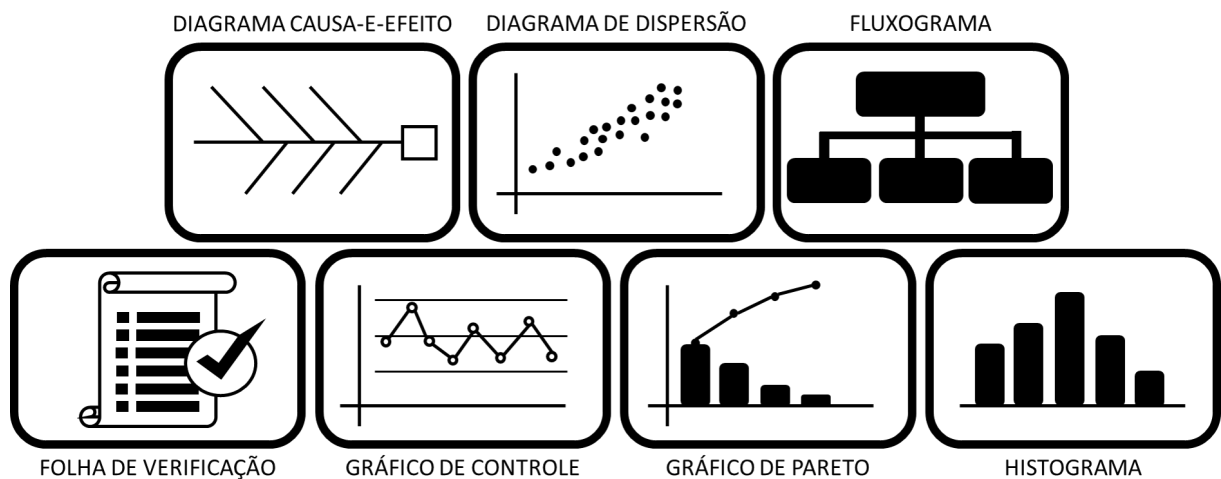 DIAGRAMA CAUSA-E-EFEITO
DIAGRAMA DE DISPERSÃO
FLUXOGRAMA
FOLHA DE VERIFICAÇÃO
GRÁFICO DE CONTROLE
GRÁFICO DE PARETO
HISTOGRAMA